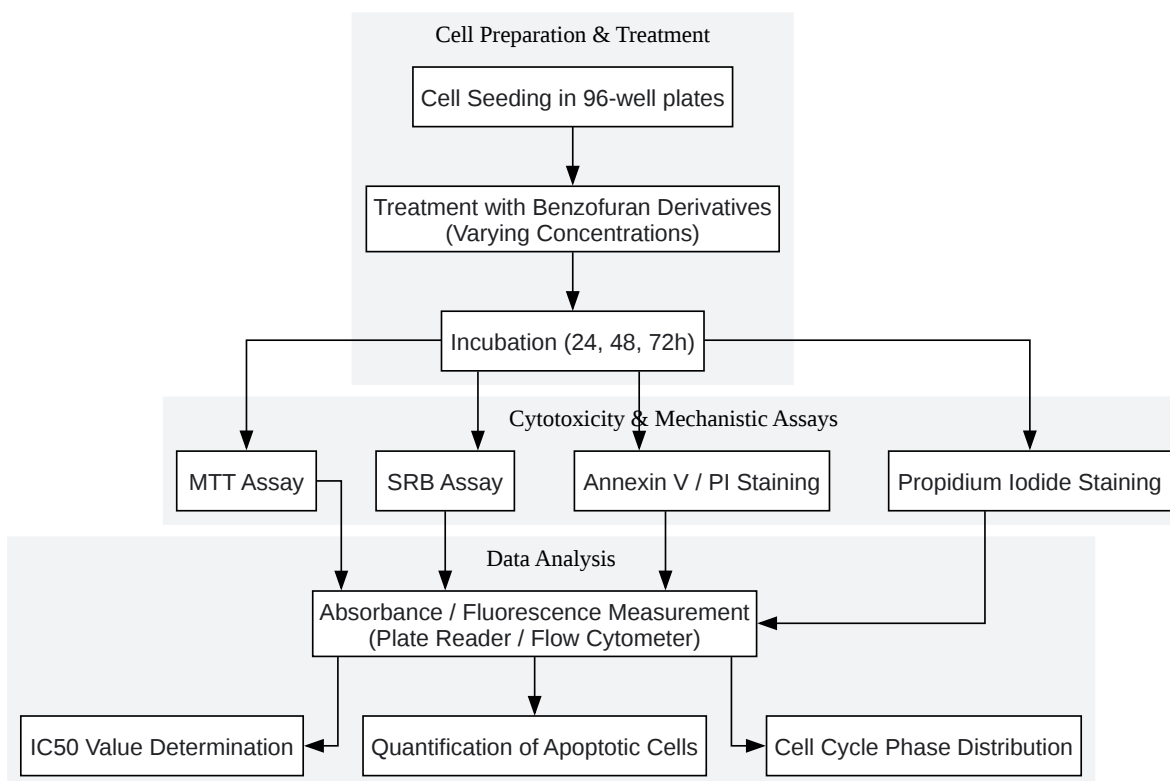 Cell Preparation & Treatment
Cell Seeding in 96-well plates
Treatment with Benzofuran Derivatives
(Varying Concentrations)
Incubation (24, 48, 72h)
Cytotoxicity & Mechanistic Assays
MTT Assay
SRB Assay
Annexin V / PI Staining
Propidium Iodide Staining
Data Analysis
Absorbance / Fluorescence Measurement
(Plate Reader / Flow Cytometer)
IC50 Value Determination
Quantification of Apoptotic Cells
Cell Cycle Phase Distribution